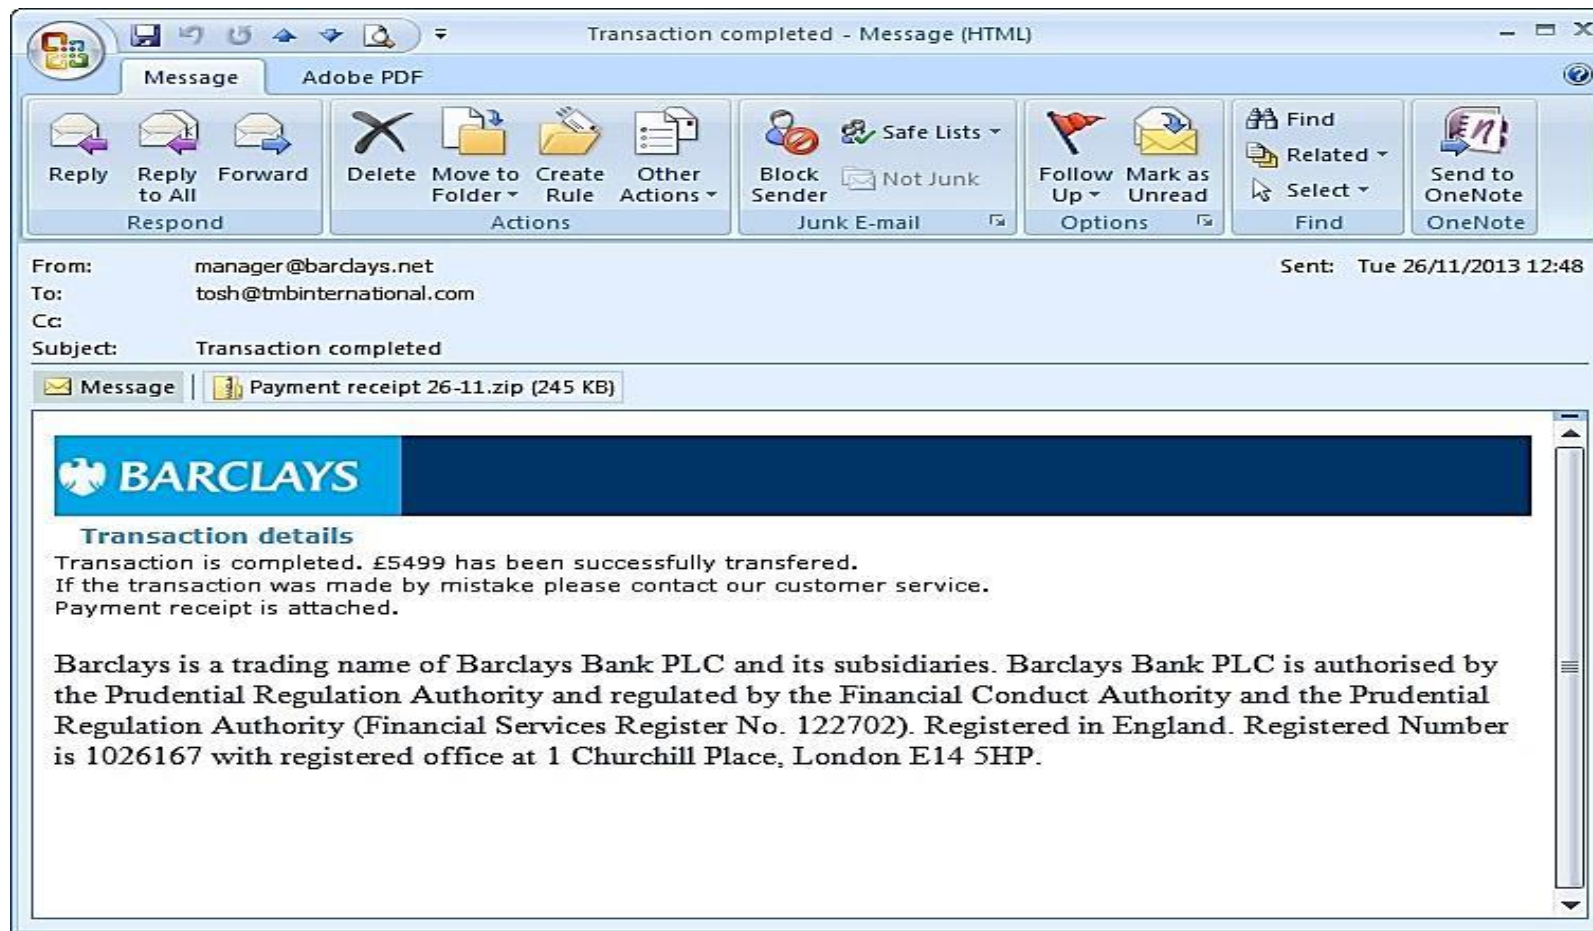 Transaction completed - Message (HTML)
Message Adobe PDF
Reply Reply to All Forward Delete Move to Folder Create Rule Other Actions Block Sender Safe Lists Not Junk Follow Up Mark as Unread Find Related Select Send to OneNote
Respond Actions Junk E-mail Options Find OneNote
From: manager@barclays.net Sent: Tue 26/11/2013 12:48
To: tosh@tmbinternational.com
Cc:
Subject: Transaction completed
Message Payment receipt 26-11.zip (245 KB)
BARCLAYS
Transaction details
Transaction is completed. £5499 has been successfully transfered.
If the transaction was made by mistake please contact our customer service.
Payment receipt is attached.
Barclays is a trading name of Barclays Bank PLC and its subsidiaries. Barclays Bank PLC is authorised by
the Prudential Regulation Authority and regulated by the Financial Conduct Authority and the Prudential
Regulation Authority (Financial Services Register No. 122702). Registered in England. Registered Number
is 1026167 with registered office at 1 Churchill Place, London E14 5HP.